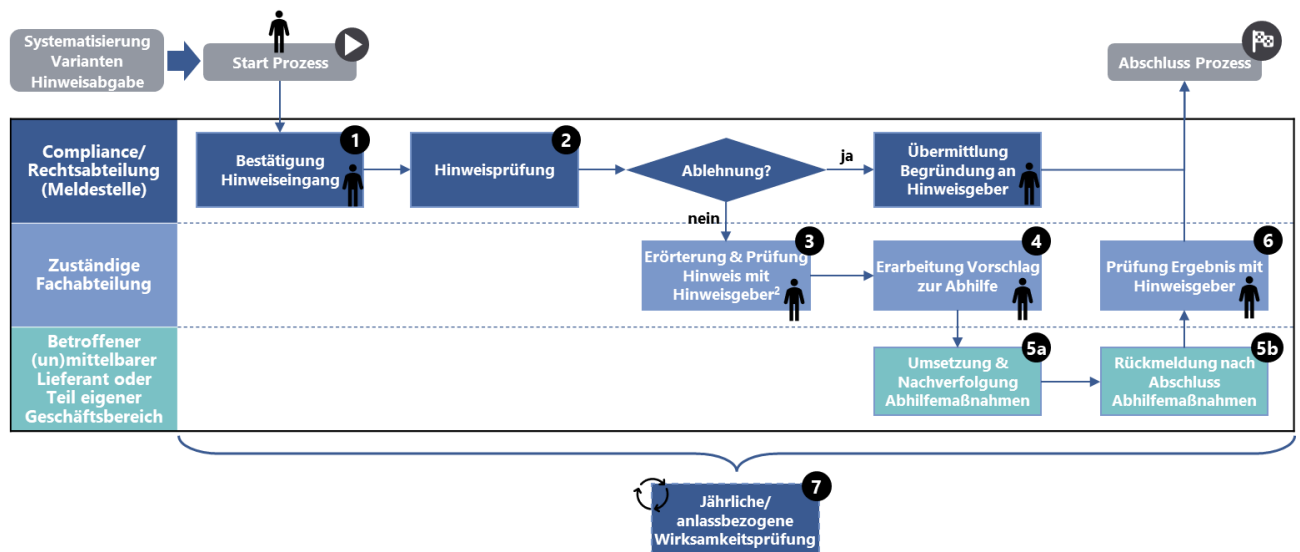 Systematisierung
Varianten
Hinweisabgabe
Start Prozess
Abschluss Prozess
Compliance/
Rechtsabteilung
(Meldestelle)
1
Bestätigung
Hinweiseingang
2
Hinweisprüfung
Ablehnung?
ja
nein
Übermittlung
Begründung an
Hinweisgeber
Zuständige
Fachabteilung
3
Erörterung & Prüfung
Hinweis mit
Hinweisgeber²
4
Erarbeitung Vorschlag
zur Abhilfe
6
Prüfung Ergebnis mit
Hinweisgeber
Betroffener
(un)mittelbarer
Lieferant oder
Teil eigener
Geschäftsbereich
5a
Umsetzung &
Nachverfolgung
Abhilfemaßnahmen
5b
Rückmeldung nach
Abschluss
Abhilfemaßnahmen
7
Jährliche/
anlassbezogene
Wirksamkeitsprüfung